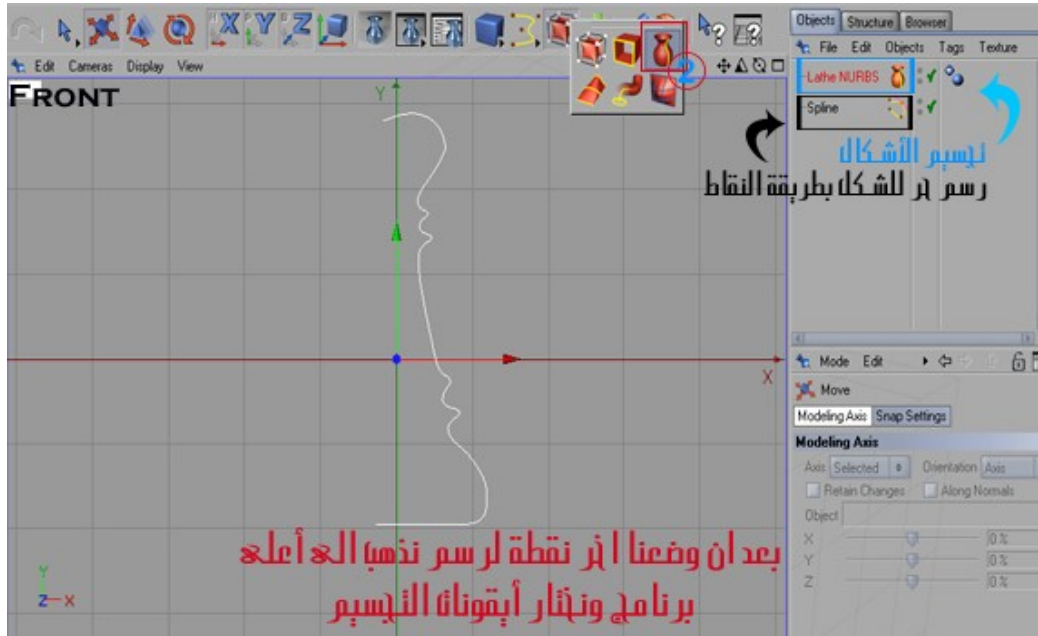 Objects Structure Browser
File Edit Objects Tags Texture
Edit Cameras Display View
FRONT
Y
X
2
Lathe NURBS
Spline
تجسيم الأشكال
رسم حر للشكل بطريقة النقاط
Mode Edit
Move
Modeling Axis Snap Settings
Modeling Axis
Axis Selected Orientation Axis
Retain Changes Along Normals
Object
X 0 %
Y 0 %
Z 0 %
بعد ان وضعنا اخر نقطة لرسم نذهب الى أعلى
برنامج ونختار أيقونات التجسيم
Y
Z X